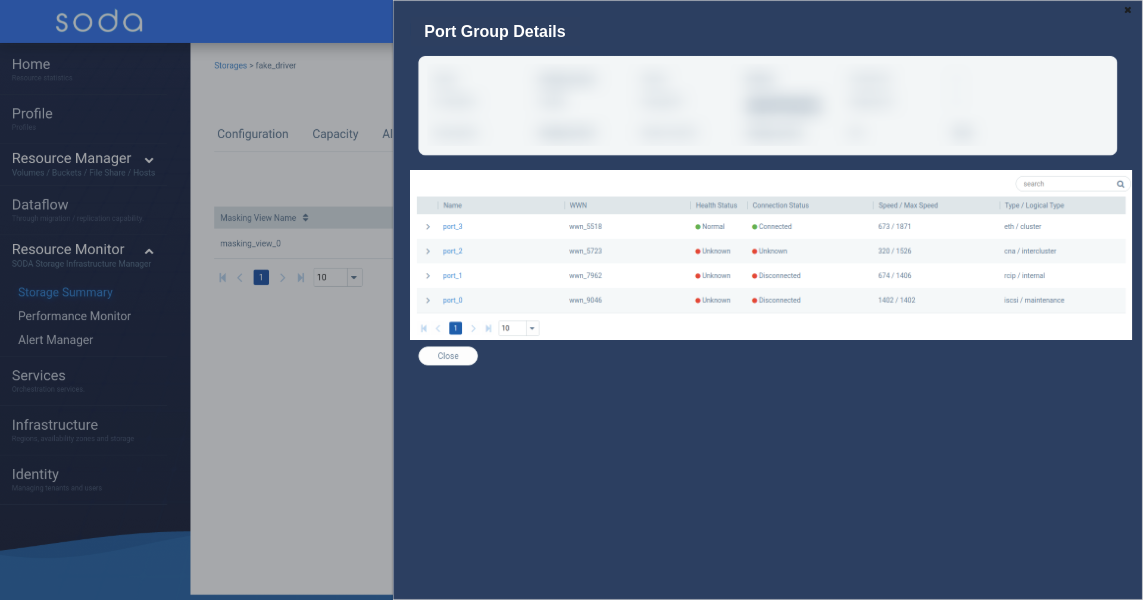 soda
Home
Resource statistics
Profile
Profiles
Resource Manager
Volumes / Buckets / File Share / Hosts
Dataflow
Through migration / replication capability
Resource Monitor
SODA Storage Infrastructure Manager
Storage Summary
Performance Monitor
Alert Manager
Services
Orchestration services
Infrastructure
Regions, availability zones and storage
Identity
Managing tenants and users
Storages > fake_driver
Configuration Capacity Al
Masking View Name
masking_view_0
1 10
×
Port Group Details
search
Name WWN Health Status Connection Status Speed / Max Speed Type / Logical Type
port_3 wwn_5518 Normal Connected 673 / 1871 eth / cluster
port_2 wwn_5723 Unknown Unknown 320 / 1526 cna / intercluster
port_1 wwn_7962 Unknown Disconnected 674 / 1406 rcip / internal
port_0 wwn_9046 Unknown Disconnected 1402 / 1402 iscsi / maintenance
1 10
Close